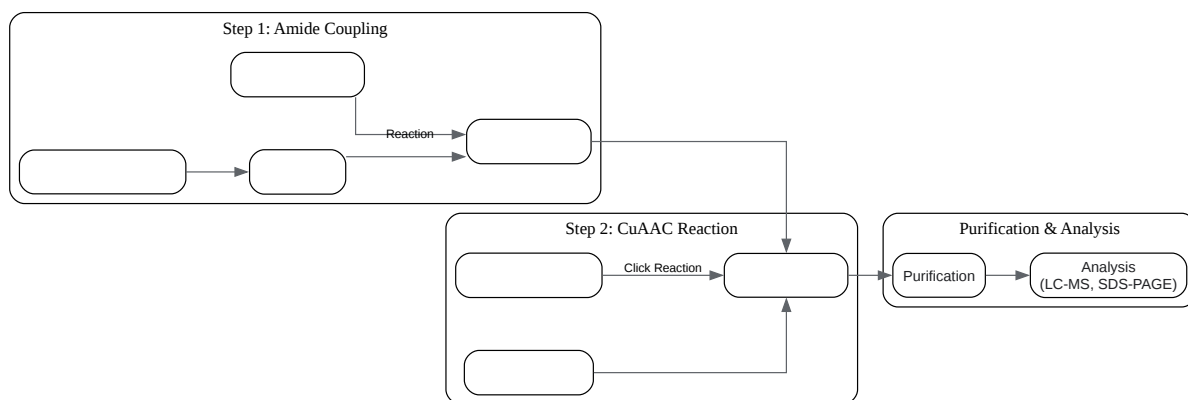 Step 1: Amide Coupling
Reaction
Step 2: CuAAC Reaction
Click Reaction
Purification & Analysis
Purification
Analysis
(LC-MS, SDS-PAGE)